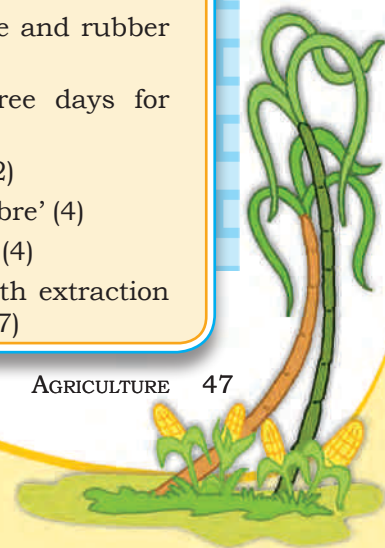 e and rubber
ree days for
2)
bre’ (4)
(4)
th extraction
7)
AGRICULTURE 47